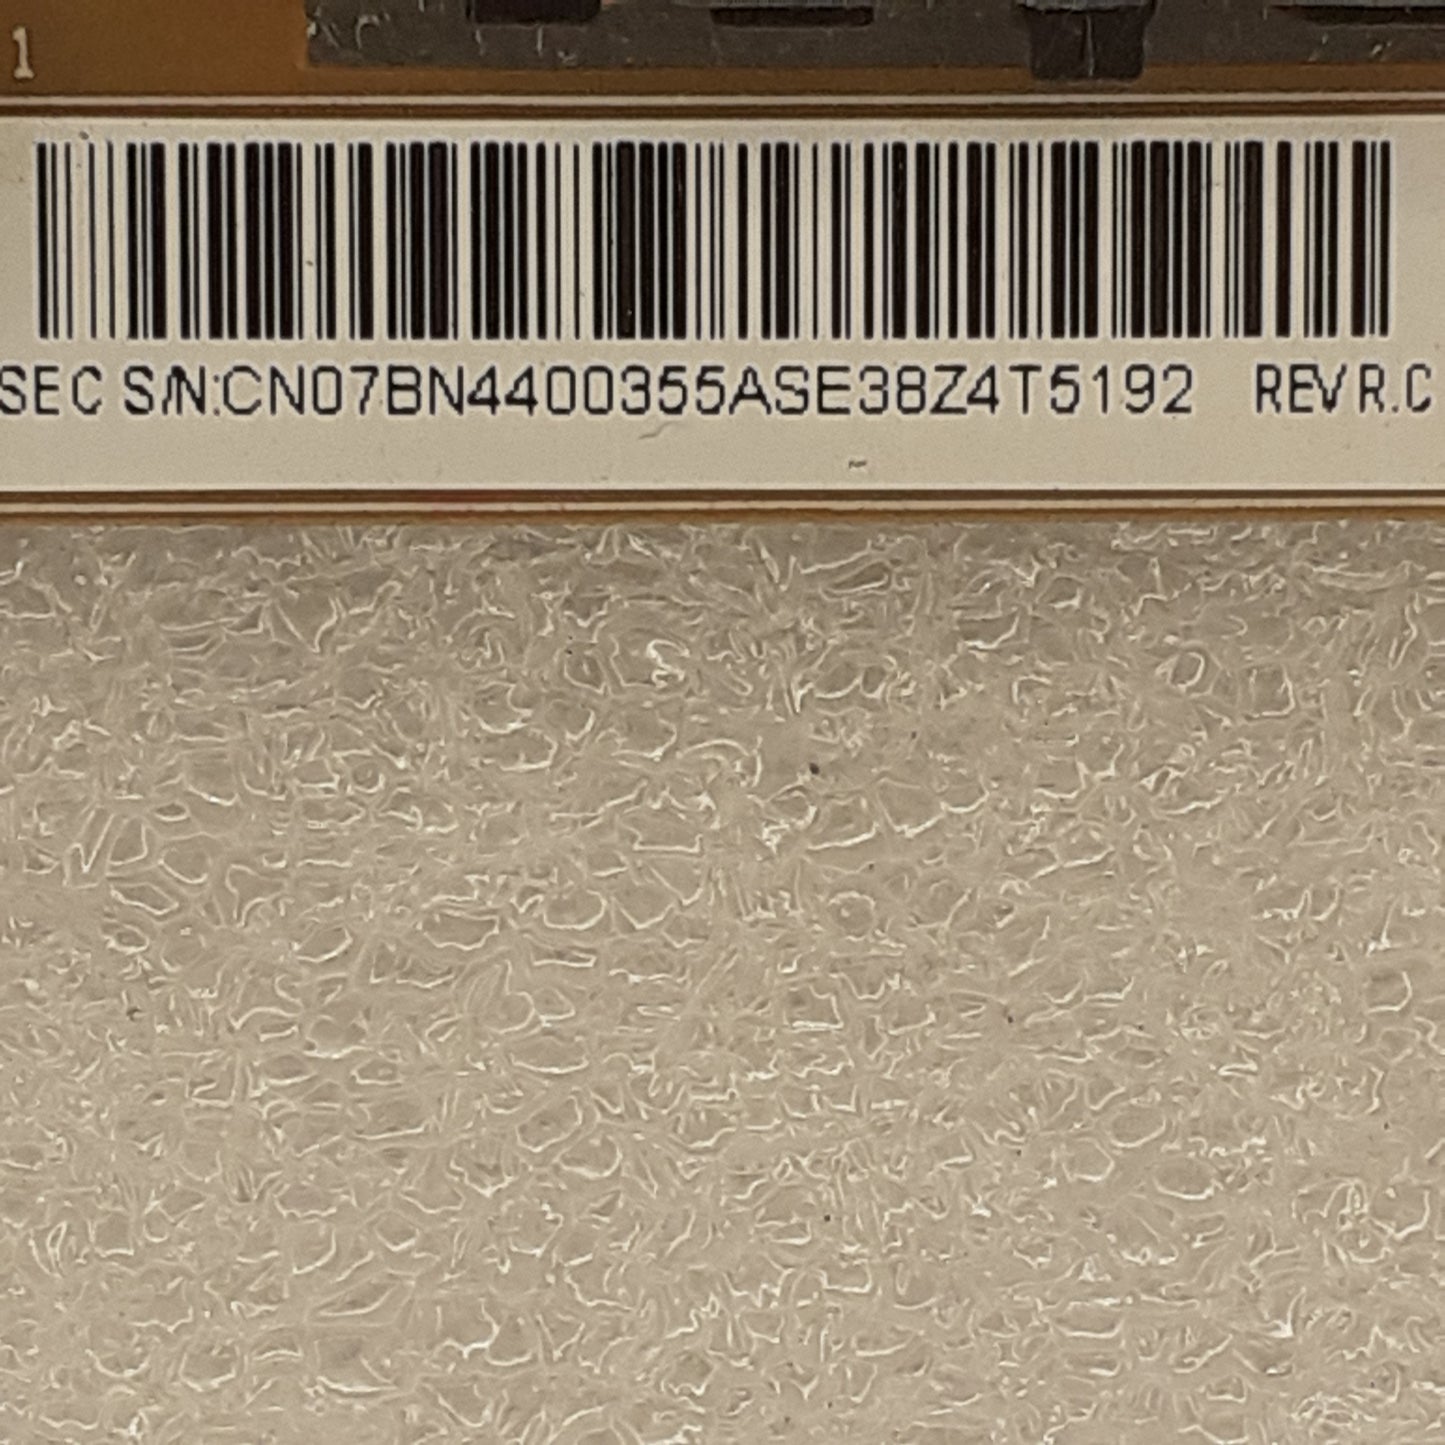 1
SEC S/N:CN07BN4400355ASE38Z4T5192 REV R.C